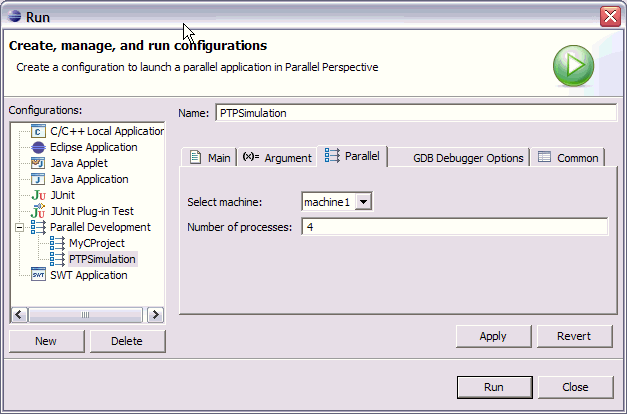 Run
Create, manage, and run configurations
Create a configuration to launch a parallel application in Parallel Perspective
Configurations:
C/C++ Local Application
Eclipse Application
Java Applet
Java Application
JUnit
JUnit Plug-in Test
Parallel Development
MyCProject
PTPSimulation
SWT Application
New
Delete
Name: PTPSimulation
Main
Argument
Parallel
GDB Debugger Options
Common
Select machine: machine1
Number of processes: 4
Apply
Revert
Run
Close